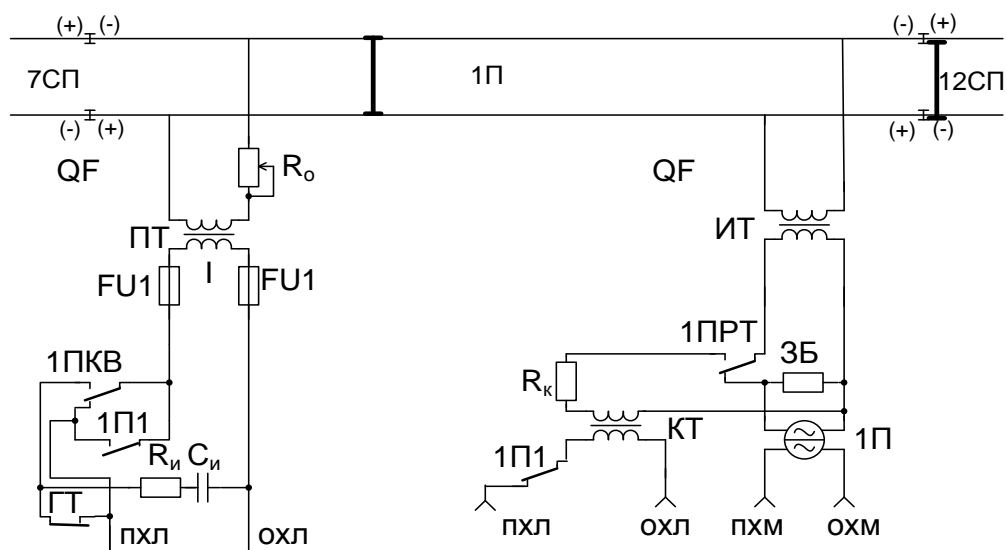 (+) (-)
(-) (+)
7СП
1П
12СП
(-) (+)
(+) (-)
QF
Rо
QF
ПТ
ИТ
FU1
I
FU1
1ПРТ
ЗБ
1ПКВ
Rк
1П1
КТ
1П
Rи Cи
1П1
ГТ
пхл
охл
пхл
охл
пхм
охм